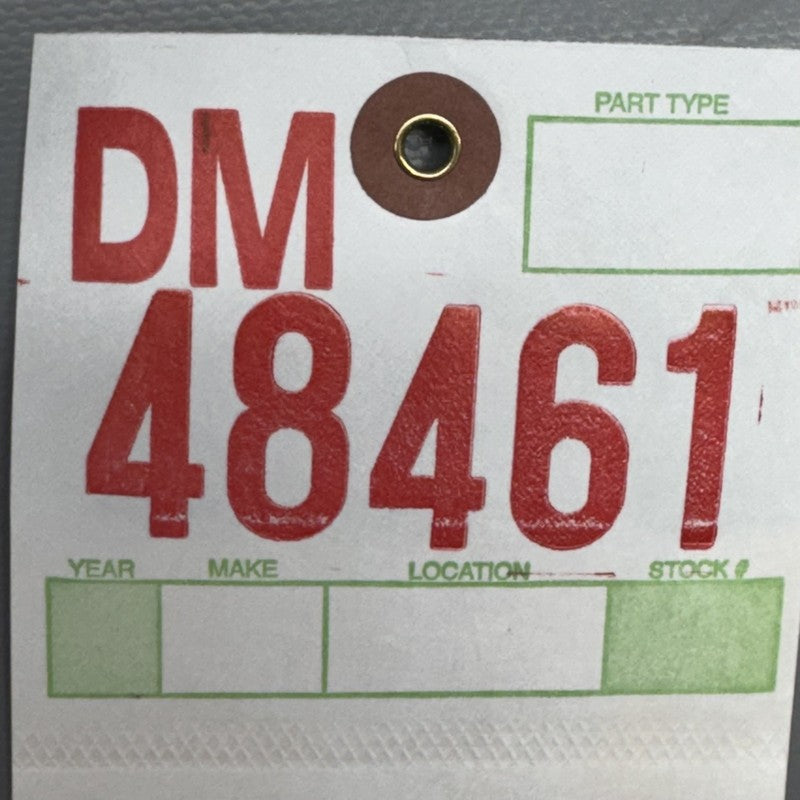 DM
PART TYPE
48461
YEAR MAKE LOCATION STOCK #